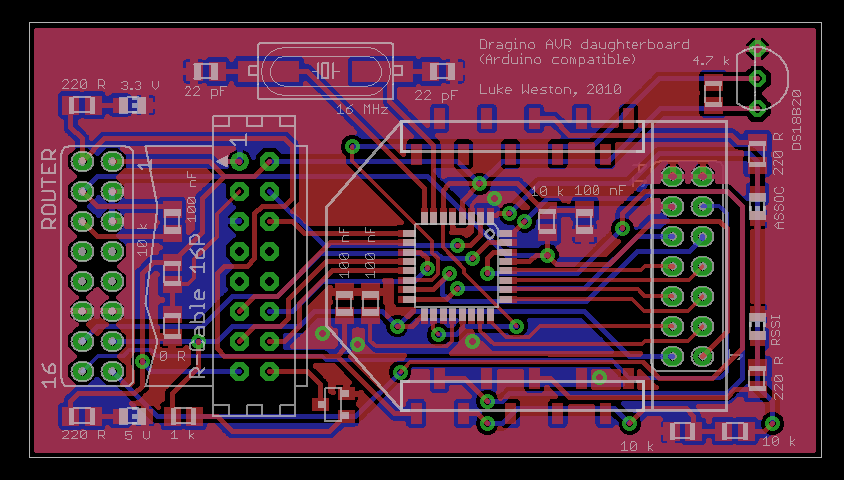 Dragino AVR daughterboard
(Arduino compatible)
Luke Weston, 2010
4.7 k
DS18B20
220 R
3.3 V
22 pF
16 MHz
22 pF
ROUTER
1
1
100 nF
10 k
R-Cable 16P
0 R
16
100 nF
100 nF
10 k
100 nF
220 R
ASSOC
RSSI
220 R
220 R
5 V
1 k
10 k
10 k